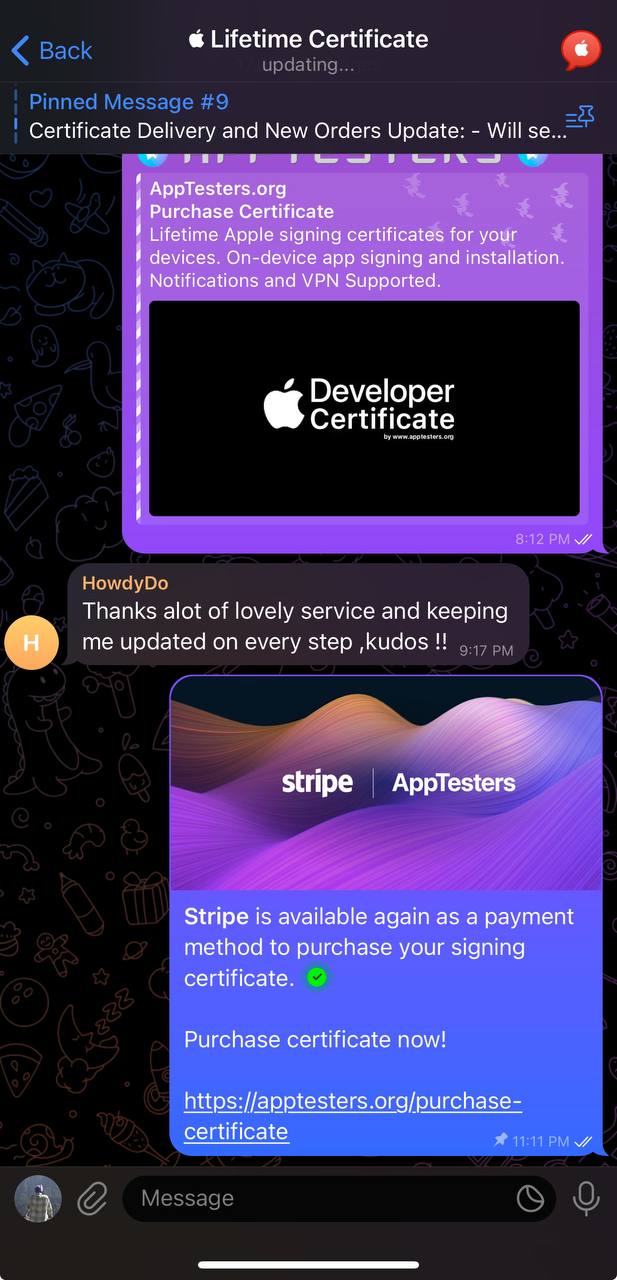 Back
Lifetime Certificate
updating...
Pinned Message #9
Certificate Delivery and New Orders Update: - Will se...
APPTESTERS
AppTesters.org
Purchase Certificate
Lifetime Apple signing certificates for your
devices. On-device app signing and installation.
Notifications and VPN Supported.
Developer
Certificate
by www.apptesters.org
8:12 PM
HowdyDo
H
Thanks alot of lovely service and keeping
me updated on every step ,kudos !!
9:17 PM
stripe | AppTesters
Stripe is available again as a payment
method to purchase your signing
certificate.
Purchase certificate now!
https://apptesters.org/purchase-
certificate
11:11 PM
Message